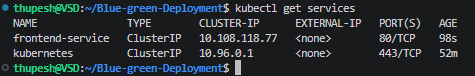 thupesh@VSD:~/Blue-green-Deployment$ kubectl get services
NAME TYPE CLUSTER-IP EXTERNAL-IP PORT(S) AGE
frontend-service ClusterIP 10.108.118.77 <none> 80/TCP 98s
kubernetes ClusterIP 10.96.0.1 <none> 443/TCP 52m
thupesh@VSD:~/Blue-green-Deployment$